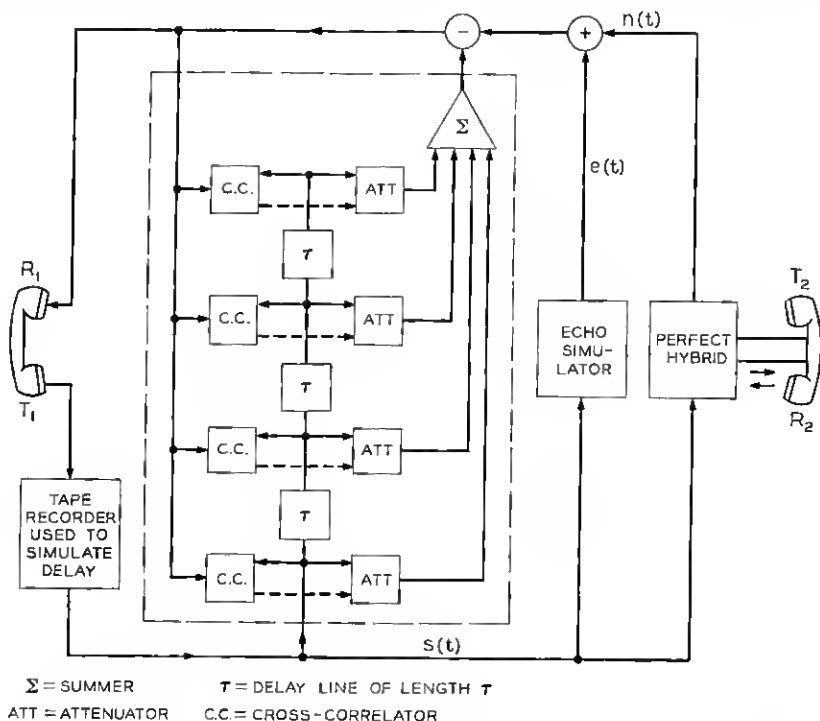 n(t)
−
+
Σ
e(t)
C.C.
ATT
τ
R1
C.C.
ATT
T2
ECHO
SIMU-
LATOR
PERFECT
HYBRID
τ
T1
R2
C.C.
ATT
TAPE
RECORDER
USED TO
SIMULATE
DELAY
τ
C.C.
ATT
s(t)
Σ = SUMMER
τ = DELAY LINE OF LENGTH τ
ATT = ATTENUATOR
C.C. = CROSS-CORRELATOR